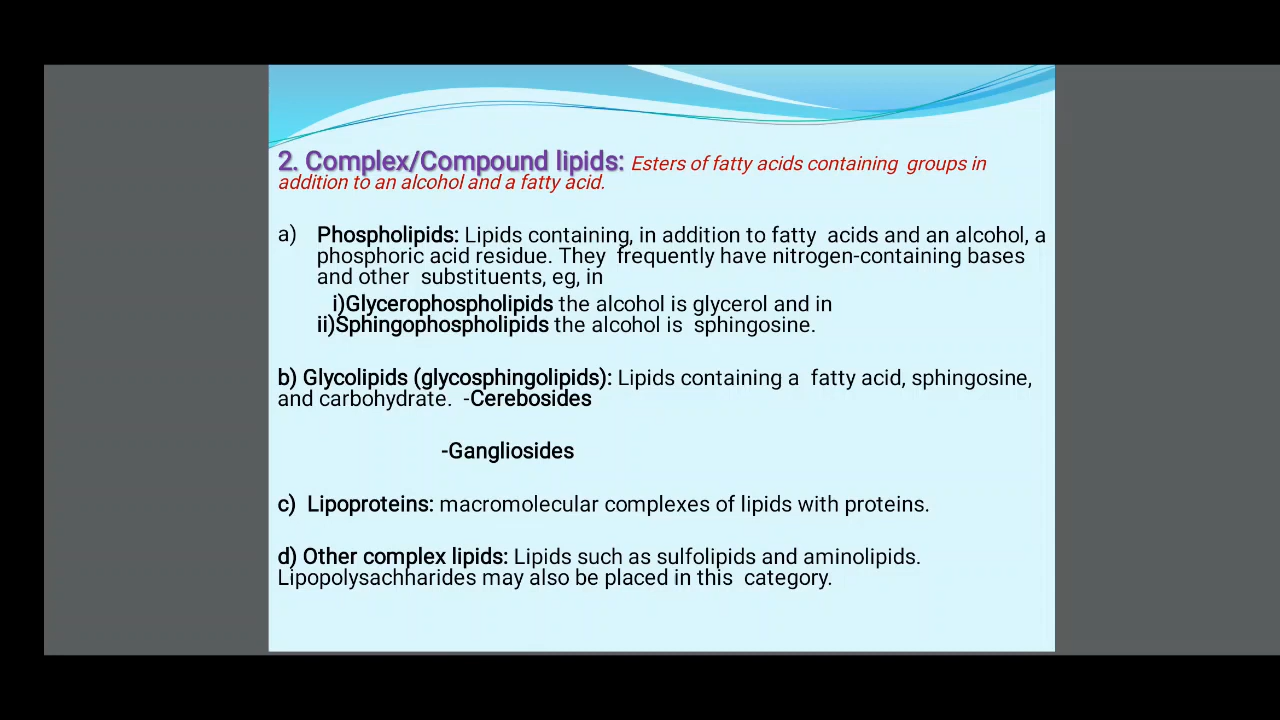 2. Complex/Compound lipids: Esters of fatty acids containing groups in
addition to an alcohol and a fatty acid.
a) Phospholipids: Lipids containing, in addition to fatty acids and an alcohol, a
phosphoric acid residue. They frequently have nitrogen-containing bases
and other substituents, eg, in
i)Glycerophospholipids the alcohol is glycerol and in
ii)Sphingophospholipids the alcohol is sphingosine.
b) Glycolipids (glycosphingolipids): Lipids containing a fatty acid, sphingosine,
and carbohydrate. -Cerebosides
-Gangliosides
c) Lipoproteins: macromolecular complexes of lipids with proteins.
d) Other complex lipids: Lipids such as sulfolipids and aminolipids.
Lipopolysachharides may also be placed in this category.